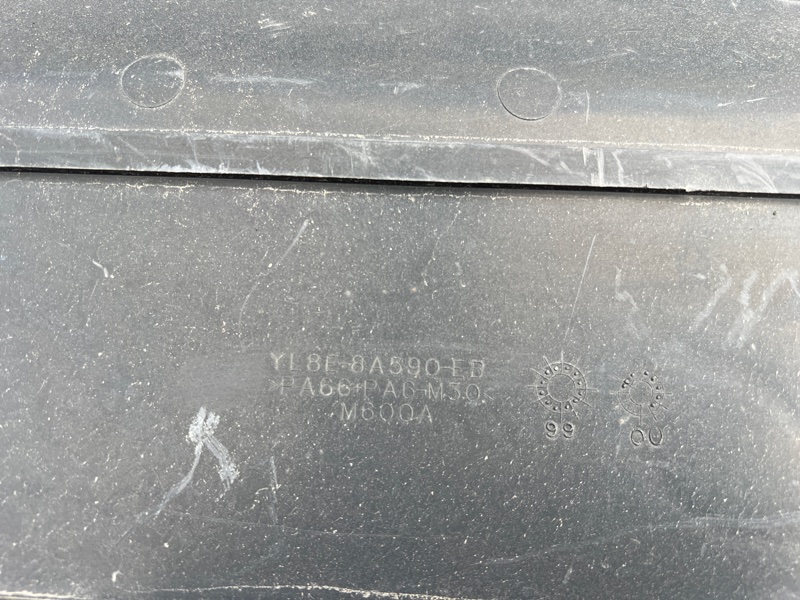 YL8E-8A590-EB
>PA66+PA6-M30<
M600A
99 00